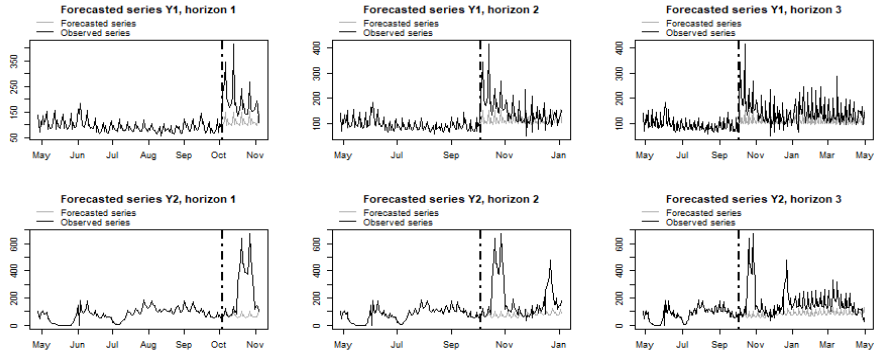 Forecasted series Y1, horizon 1
Forecasted series
Observed series
50 150 250 350
May Jun Jul Aug Sep Oct Nov
Forecasted series Y1, horizon 2
Forecasted series
Observed series
100 200 300 400
May Jul Sep Nov Jan
Forecasted series Y1, horizon 3
Forecasted series
Observed series
100 200 300 400
May Jul Sep Nov Jan Mar May
Forecasted series Y2, horizon 1
Forecasted series
Observed series
0 200 400 600
May Jun Jul Aug Sep Oct Nov
Forecasted series Y2, horizon 2
Forecasted series
Observed series
0 200 400 600
May Jul Sep Nov Jan
Forecasted series Y2, horizon 3
Forecasted series
Observed series
0 200 400 600
May Jul Sep Nov Jan Mar May